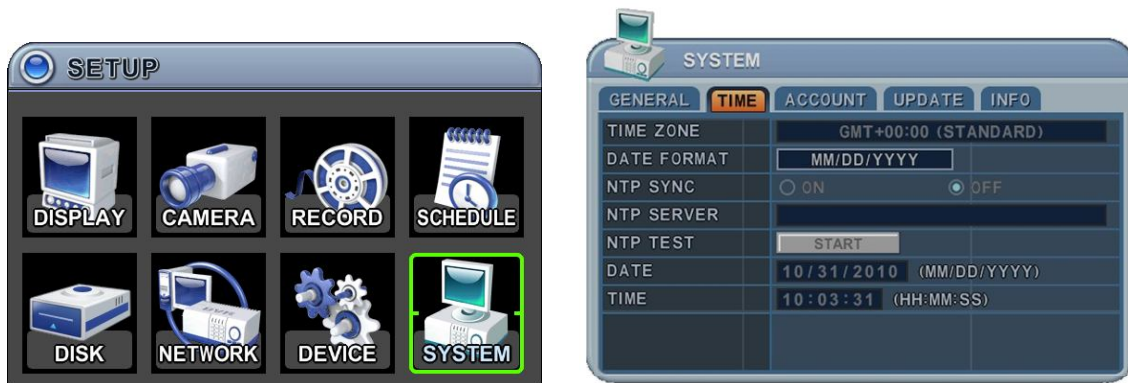 SETUP
DISPLAY CAMERA RECORD SCHEDULE
DISK NETWORK DEVICE SYSTEM
SYSTEM
GENERAL TIME ACCOUNT UPDATE INFO
TIME ZONE GMT+00:00 (STANDARD)
DATE FORMAT MM/DD/YYYY
NTP SYNC ON OFF
NTP SERVER
NTP TEST START
DATE 10/31/2010 (MM/DD/YYYY)
TIME 10:03:31 (HH:MM:SS)